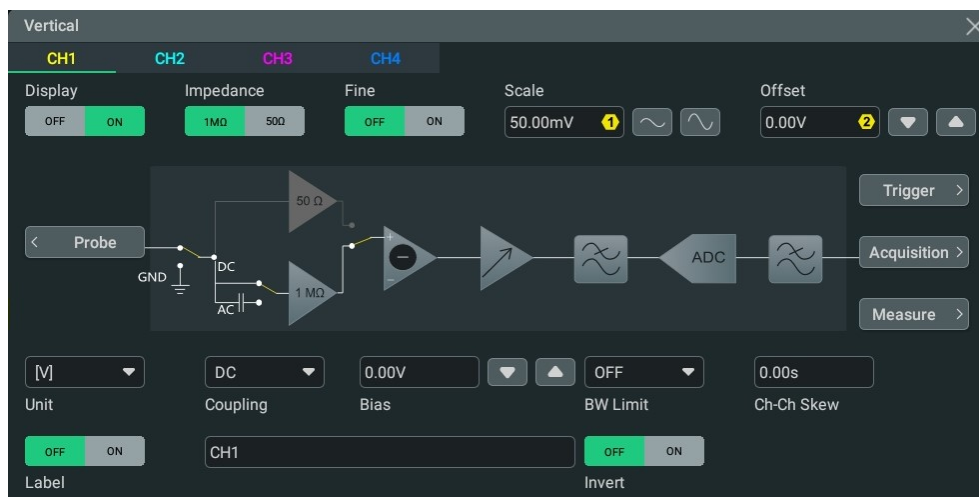 Vertical
CH1 CH2 CH3 CH4
Display Impedance Fine Scale Offset
OFF ON 1MΩ 50Ω OFF ON 50.00mV 1 0.00V 2
50 Ω
Trigger >
< Probe
DC
GND
AC
1 MΩ
+
−
ADC
Acquisition >
Measure >
[V] DC 0.00V OFF 0.00s
Unit Coupling Bias BW Limit Ch-Ch Skew
OFF ON CH1 OFF ON
Label Invert